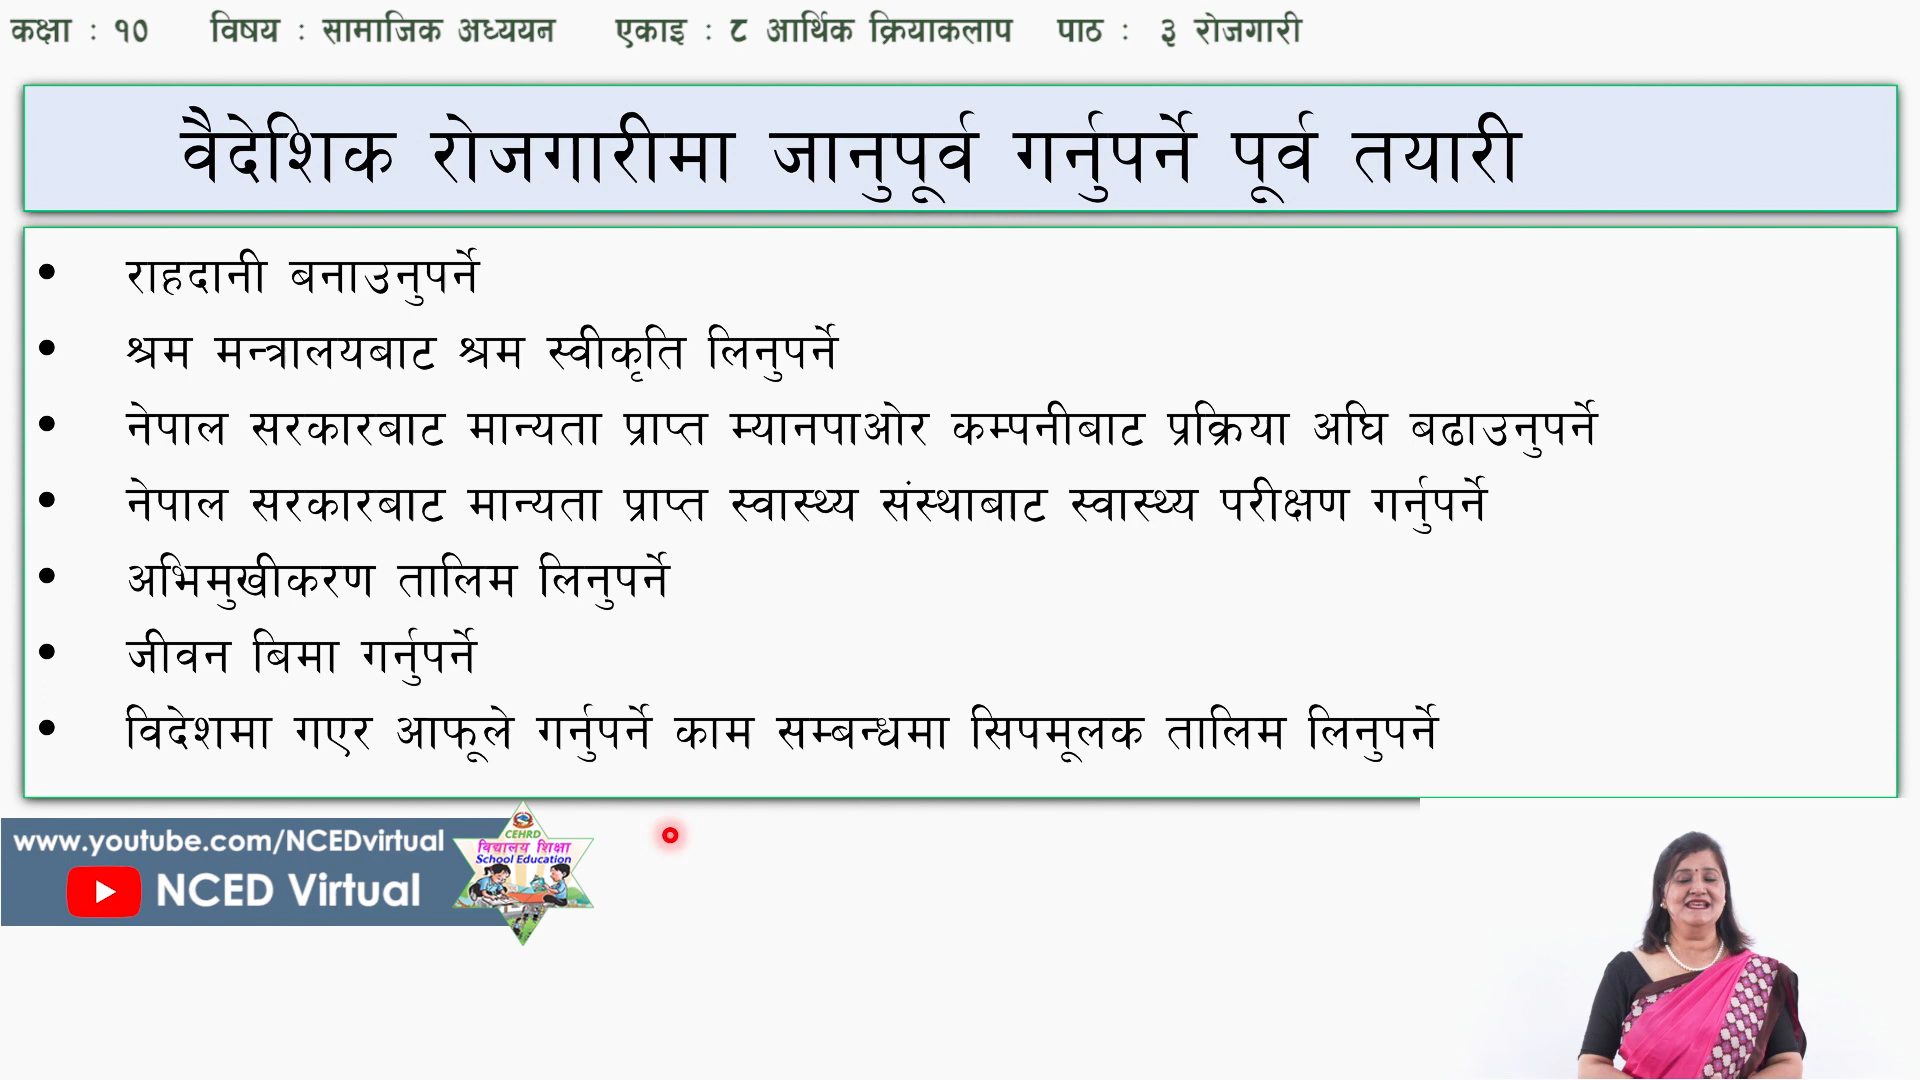 कक्षा : १० विषय : सामाजिक अध्ययन एकाइ : ८ आर्थिक क्रियाकलाप पाठ : ३ रोजगारी
वैदेशिक रोजगारीमा जानुपूर्व गर्नुपर्ने पूर्व तयारी
• राहदानी बनाउनुपर्ने
• श्रम मन्त्रालयबाट श्रम स्वीकृति लिनुपर्ने
• नेपाल सरकारबाट मान्यता प्राप्त म्यानपाओर कम्पनीबाट प्रक्रिया अघि बढाउनुपर्ने
• नेपाल सरकारबाट मान्यता प्राप्त स्वास्थ्य संस्थाबाट स्वास्थ्य परीक्षण गर्नुपर्ने
• अभिमुखीकरण तालिम लिनुपर्ने
• जीवन बिमा गर्नुपर्ने
• विदेशमा गएर आफूले गर्नुपर्ने काम सम्बन्धमा सिपमूलक तालिम लिनुपर्ने
www.youtube.com/NCEDvirtual
NCED Virtual
CEHRD
विद्यालय शिक्षा
School Education